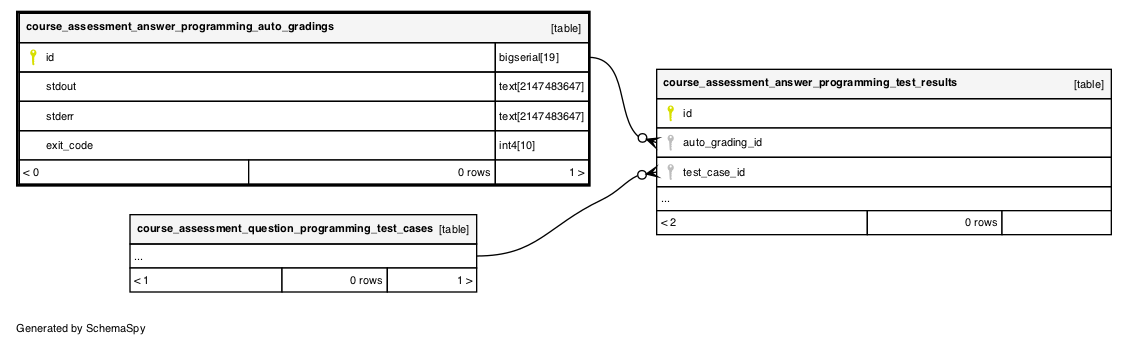 course_assessment_answer_programming_auto_gradings [table]
id bigserial[19]
stdout text[2147483647]
stderr text[2147483647]
exit_code int4[10]
< 0 0 rows 1 >
course_assessment_answer_programming_test_results [table]
id
auto_grading_id
test_case_id
...
< 2 0 rows
course_assessment_question_programming_test_cases [table]
...
< 1 0 rows 1 >
Generated by SchemaSpy